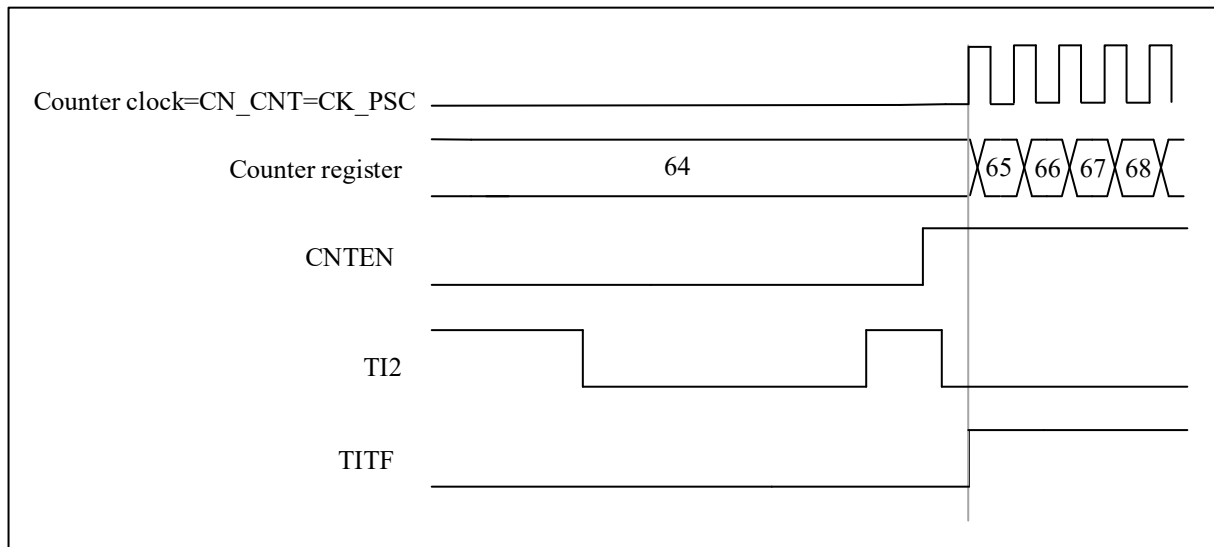 Counter clock=CN_CNT=CK_PSC
Counter register 64 65 66 67 68
CNTEN
TI2
TITF